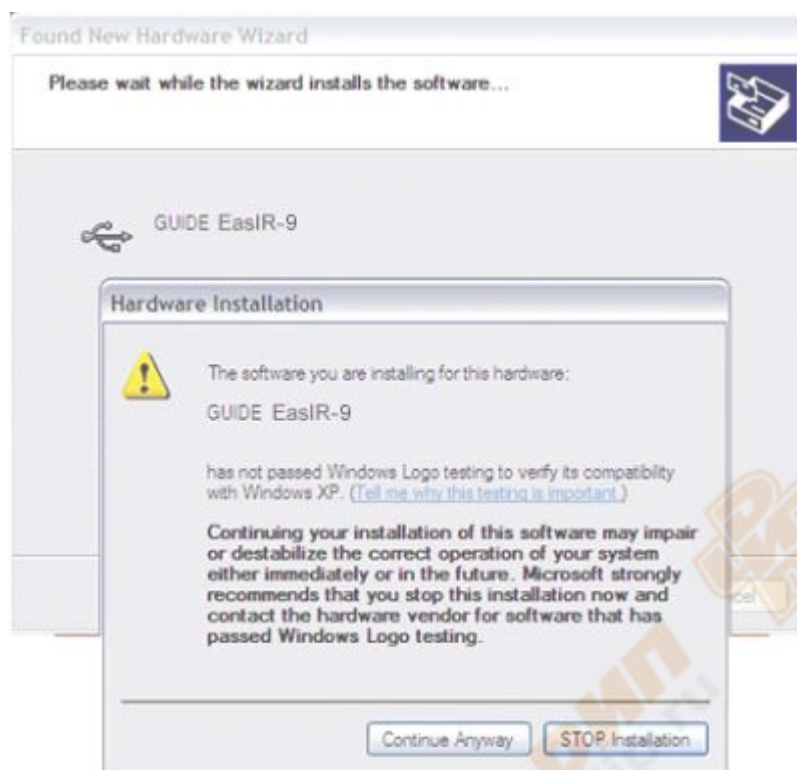 Found New Hardware Wizard
Please wait while the wizard installs the software...
GUIDE EasIR-9
Hardware Installation
The software you are installing for this hardware:
GUIDE EasIR-9
has not passed Windows Logo testing to verify its compatibility
with Windows XP. (Tell me why this testing is important.)
Continuing your installation of this software may impair
or destabilize the correct operation of your system
either immediately or in the future. Microsoft strongly
recommends that you stop this installation now and
contact the hardware vendor for software that has
passed Windows Logo testing.
Continue Anyway
STOP Installation